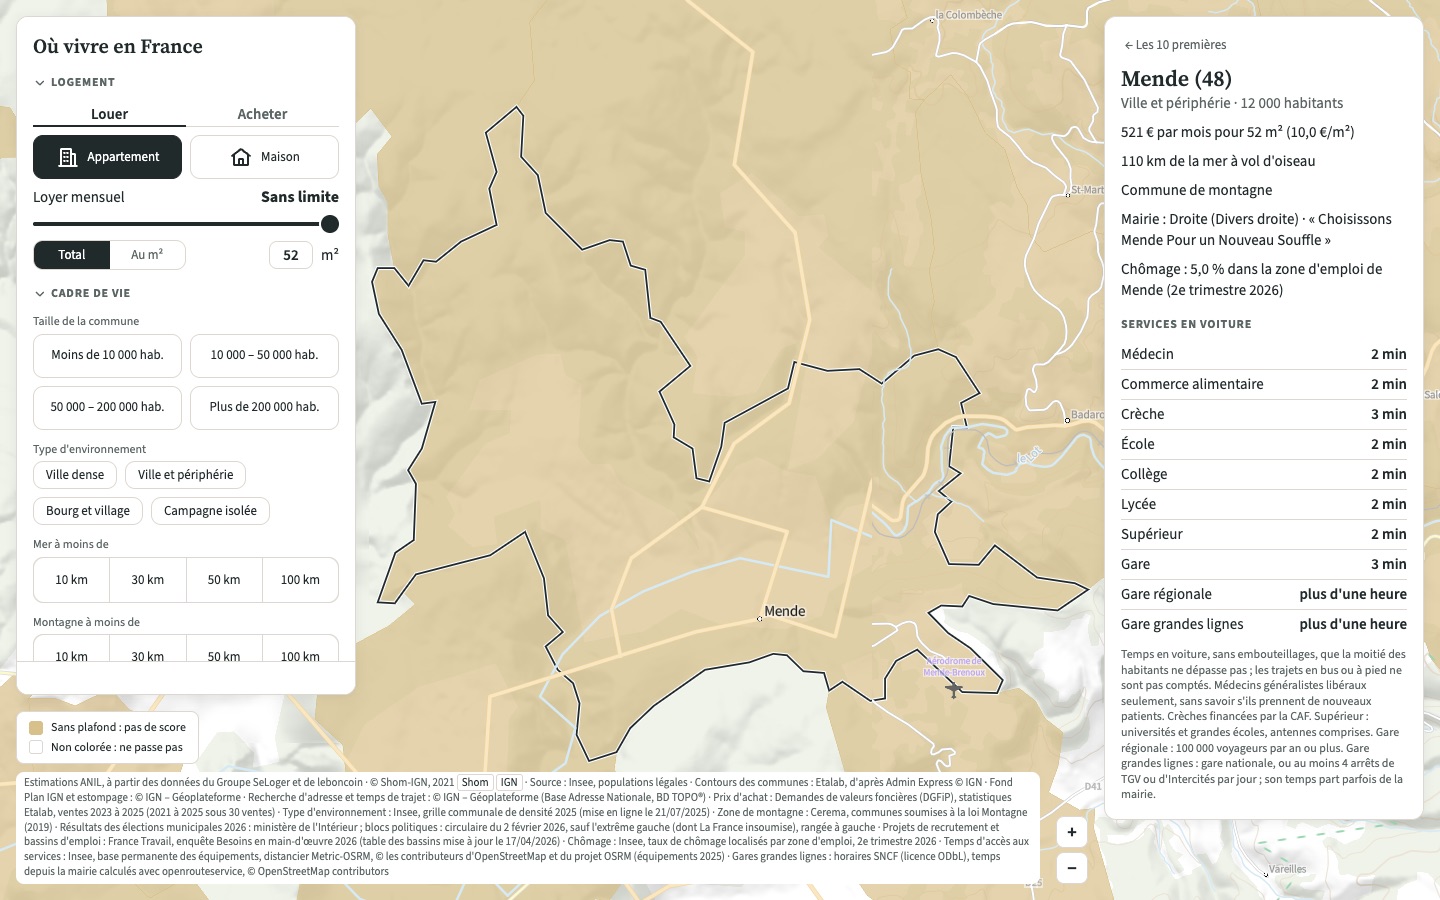 Où vivre en France
LOGEMENT
Louer
Acheter
Appartement
Maison
Loyer mensuel
Sans limite
Total
Au m²
52
m²
CADRE DE VIE
Taille de la commune
Moins de 10 000 hab.
10 000 – 50 000 hab.
50 000 – 200 000 hab.
Plus de 200 000 hab.
Type d'environnement
Ville dense
Ville et périphérie
Bourg et village
Campagne isolée
Mer à moins de
10 km
30 km
50 km
100 km
Montagne à moins de
10 km
30 km
50 km
100 km
Sans plafond : pas de score
Non colorée : ne passe pas
Estimations ANIL, à partir des données du Groupe SeLoger et de leboncoin · © Shom-IGN, 2021 Shom IGN · Source : Insee, populations légales · Contours des communes : Etalab, d'après Admin Express © IGN · Fond
Plan IGN et estompage : © IGN – Géoplateforme · Recherche d'adresse et temps de trajet : © IGN – Géoplateforme (Base Adresse Nationale, BD TOPO®) · Prix d'achat : Demandes de valeurs foncières (DGFiP), statistiques
Etalab, ventes 2023 à 2025 (2021 à 2025 sous 30 ventes) · Type d'environnement : Insee, grille communale de densité 2025 (mise en ligne le 21/07/2025) · Zone de montagne : Cerema, communes soumises à la loi Montagne
(2019) · Résultats des élections municipales 2026 : ministère de l'Intérieur ; blocs politiques : circulaire du 2 février 2026, sauf l'extrême gauche (dont La France insoumise), rangée à gauche · Projets de recrutement et
bassins d'emploi : France Travail, enquête Besoins en main-d'œuvre 2026 (table des bassins mise à jour le 17/04/2026) · Chômage : Insee, taux de chômage localisés par zone d'emploi, 2e trimestre 2026 · Temps d'accès aux
services : Insee, base permanente des équipements, distancier Metric-OSRM, © les contributeurs d'OpenStreetMap et du projet OSRM (équipements 2025) · Gares grandes lignes : horaires SNCF (licence ODbL), temps
depuis la mairie calculés avec openrouteservice, © OpenStreetMap contributors
la Colombèche
St-Mart
Badaro
le Lot
Mende
Aérodrome de
Mende-Brenoux
D41
Vareilles
+
−
← Les 10 premières
Mende (48)
Ville et périphérie · 12 000 habitants
521 € par mois pour 52 m² (10,0 €/m²)
110 km de la mer à vol d'oiseau
Commune de montagne
Mairie : Droite (Divers droite) · « Choisissons
Mende Pour un Nouveau Souffle »
Chômage : 5,0 % dans la zone d'emploi de
Mende (2e trimestre 2026)
SERVICES EN VOITURE
Médecin 2 min
Commerce alimentaire 2 min
Crèche 3 min
École 2 min
Collège 2 min
Lycée 2 min
Supérieur 2 min
Gare 3 min
Gare régionale plus d'une heure
Gare grandes lignes plus d'une heure
Temps en voiture, sans embouteillages, que la moitié des
habitants ne dépasse pas ; les trajets en bus ou à pied ne
sont pas comptés. Médecins généralistes libéraux
seulement, sans savoir s'ils prennent de nouveaux
patients. Crèches financées par la CAF. Supérieur :
universités et grandes écoles, antennes comprises. Gare
régionale : 100 000 voyageurs par an ou plus. Gare
grandes lignes : gare nationale, ou au moins 4 arrêts de
TGV ou d'Intercités par jour ; son temps part parfois de la
mairie.